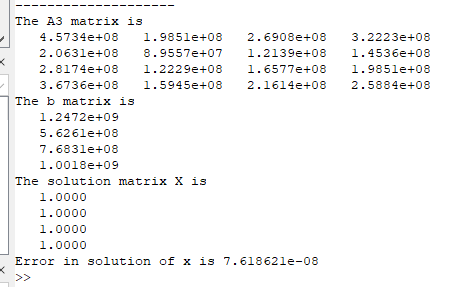 --------------------
The A3 matrix is
4.5734e+08 1.9851e+08 2.6908e+08 3.2223e+08
2.0631e+08 8.9557e+07 1.2139e+08 1.4536e+08
2.8174e+08 1.2229e+08 1.6577e+08 1.9851e+08
3.6736e+08 1.5945e+08 2.1614e+08 2.5884e+08
The b matrix is
1.2472e+09
5.6261e+08
7.6831e+08
1.0018e+09
The solution matrix X is
1.0000
1.0000
1.0000
1.0000
Error in solution of x is 7.618621e-08
>>